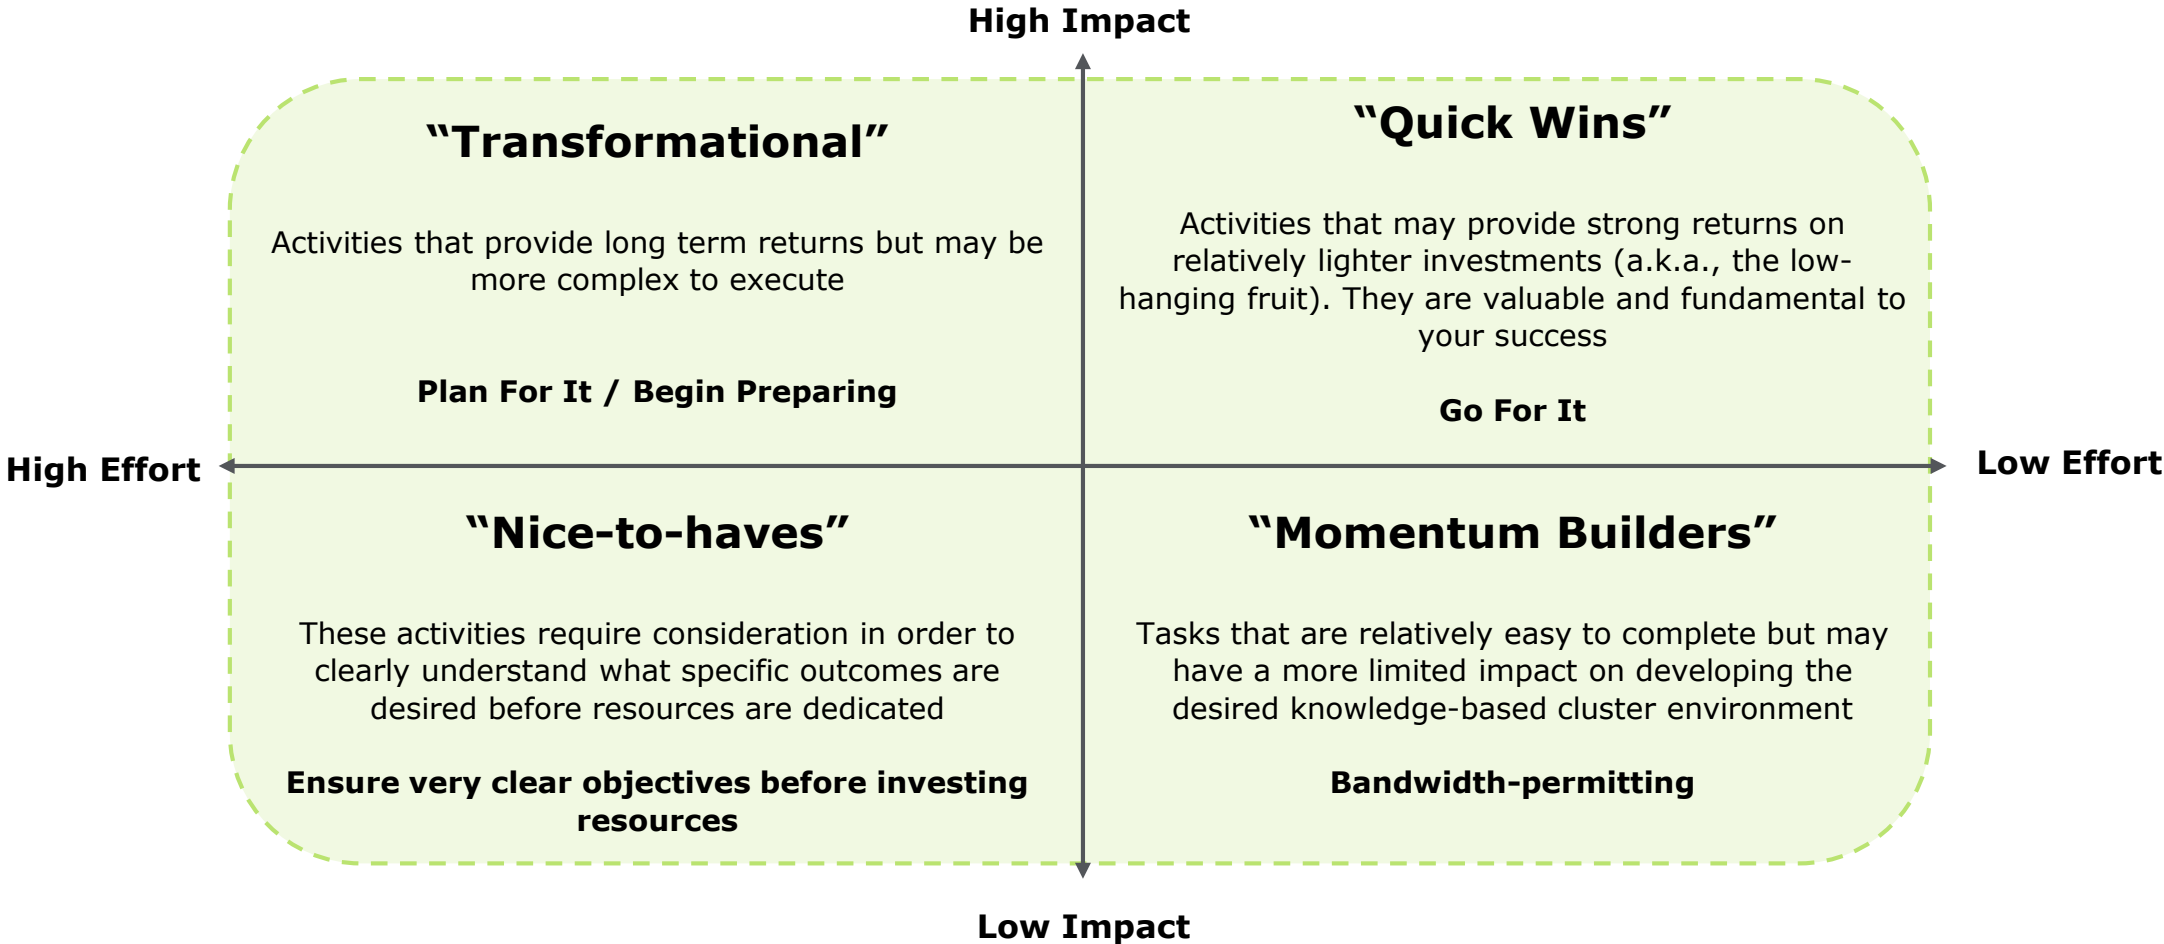 High Impact
“Transformational”
Activities that provide long term returns but may be
more complex to execute
Plan For It / Begin Preparing
“Quick Wins”
Activities that may provide strong returns on
relatively lighter investments (a.k.a., the low-
hanging fruit). They are valuable and fundamental to
your success
Go For It
High Effort
Low Effort
“Nice-to-haves”
These activities require consideration in order to
clearly understand what specific outcomes are
desired before resources are dedicated
Ensure very clear objectives before investing
resources
“Momentum Builders”
Tasks that are relatively easy to complete but may
have a more limited impact on developing the
desired knowledge-based cluster environment
Bandwidth-permitting
Low Impact